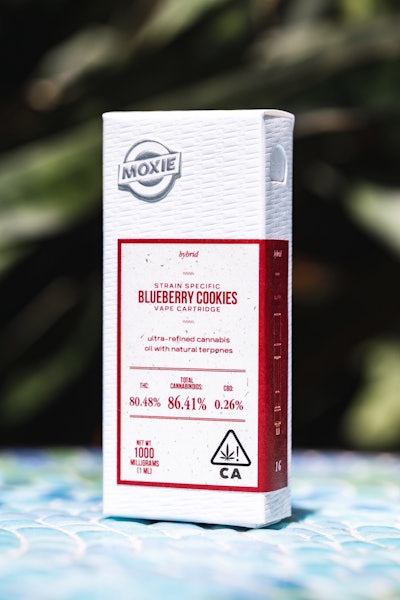 MOXIE
hybrid
STRAIN SPECIFIC
BLUEBERRY COOKIES
VAPE CARTRIDGE
ultra-refined cannabis
oil with natural terpenes
THC: TOTAL CANNABINOIDS: CBD:
80.48% 86.41% 0.26%
NET WT
1000
MILLIGRAMS
(1 ML)
CA
hybrid
1G